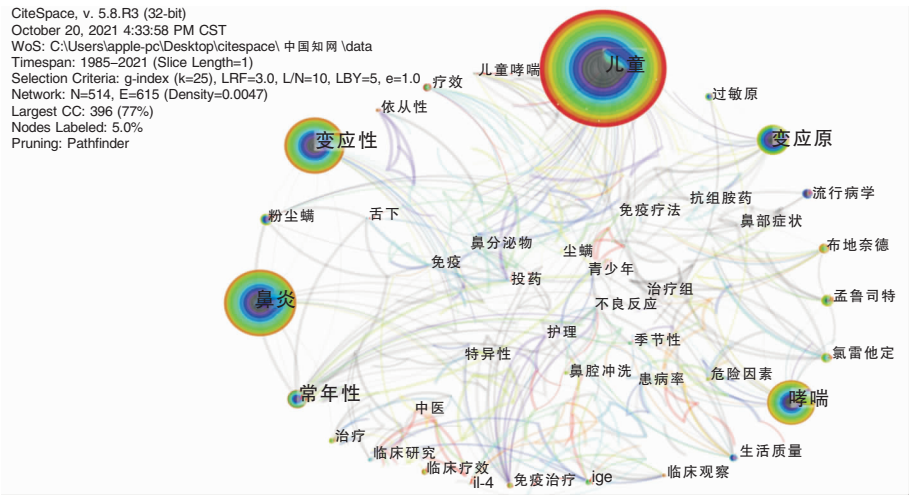 CiteSpace, v. 5.8.R3 (32-bit)
October 20, 2021 4:33:58 PM CST
WoS: C:\Users\apple-pc\Desktop\citespace\ 中国知网 \data
Timespan: 1985–2021 (Slice Length=1)
Selection Criteria: g-index (k=25), LRF=3.0, L/N=10, LBY=5, e=1.0
Network: N=514, E=615 (Density=0.0047)
Largest CC: 396 (77%)
Nodes Labeled: 5.0%
Pruning: Pathfinder
儿童
儿童哮喘
疗效
过敏原
依从性
变应性
变应原
抗组胺药
流行病学
免疫疗法
粉尘螨
舌下
鼻部症状
鼻分泌物
尘螨
布地奈德
免疫
青少年
投药
治疗组
鼻炎
不良反应
孟鲁司特
护理
季节性
特异性
氯雷他定
鼻腔冲洗
患病率
危险因素
常年性
哮喘
中医
治疗
临床研究
生活质量
临床疗效
临床观察
il-4
免疫治疗
ige